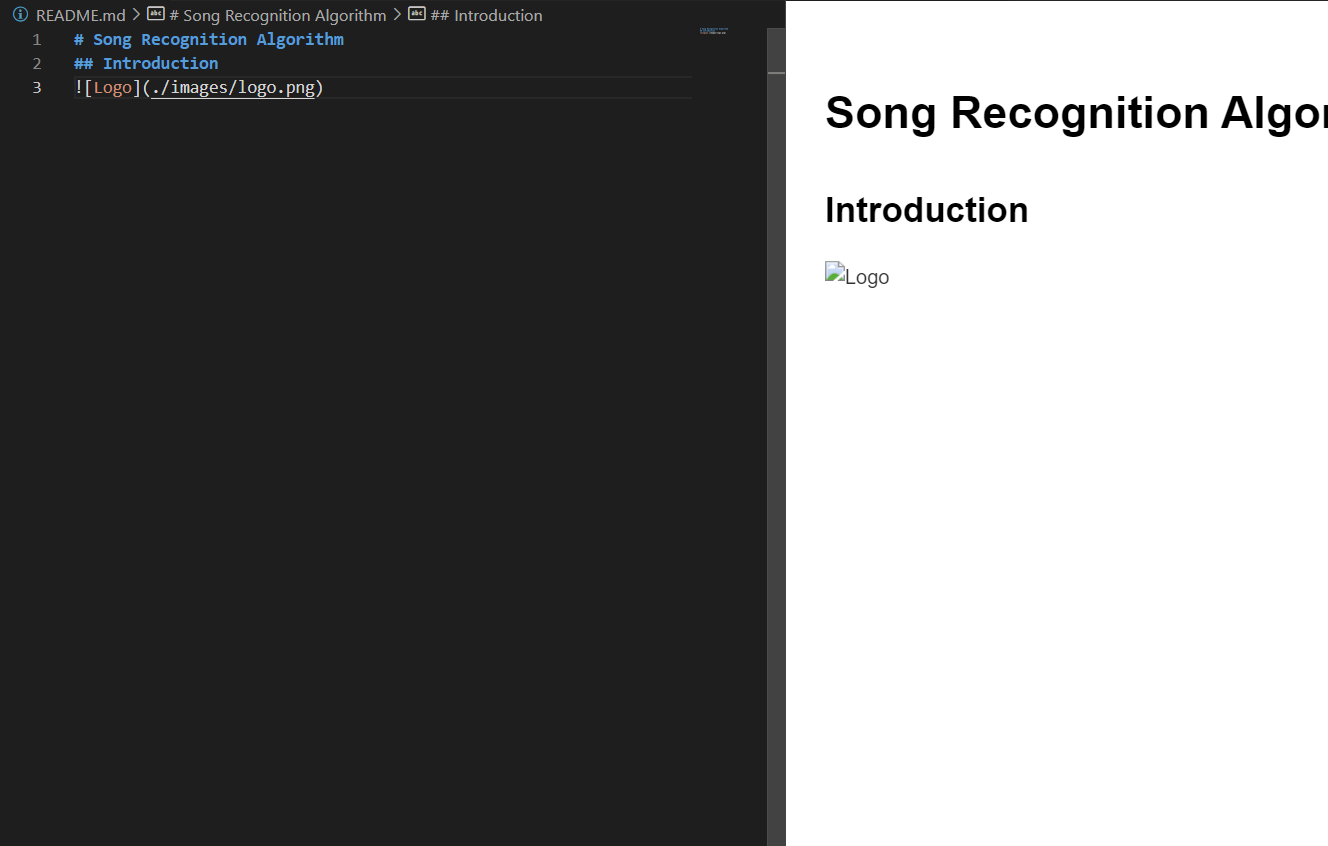 README.md > # Song Recognition Algorithm > ## Introduction
1 # Song Recognition Algorithm
2 ## Introduction
3 ![Logo](./images/logo.png)
Song Recognition Algor
Introduction
Logo